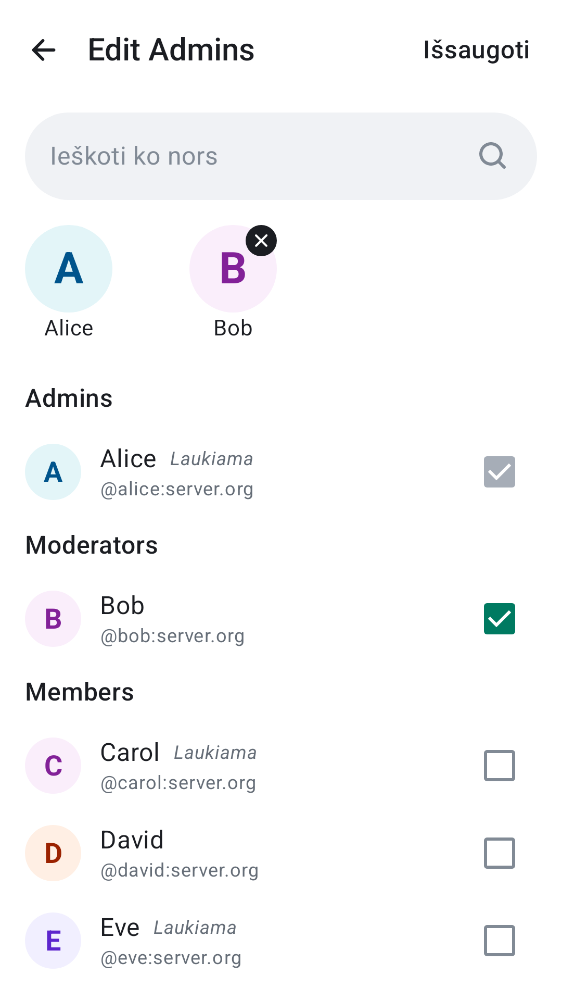 Edit Admins
Išsaugoti
Ieškoti ko nors
A
B
Alice
Bob
Admins
A
Alice Laukiama
@alice:server.org
Moderators
B
Bob
@bob:server.org
Members
C
Carol Laukiama
@carol:server.org
D
David
@david:server.org
E
Eve Laukiama
@eve:server.org